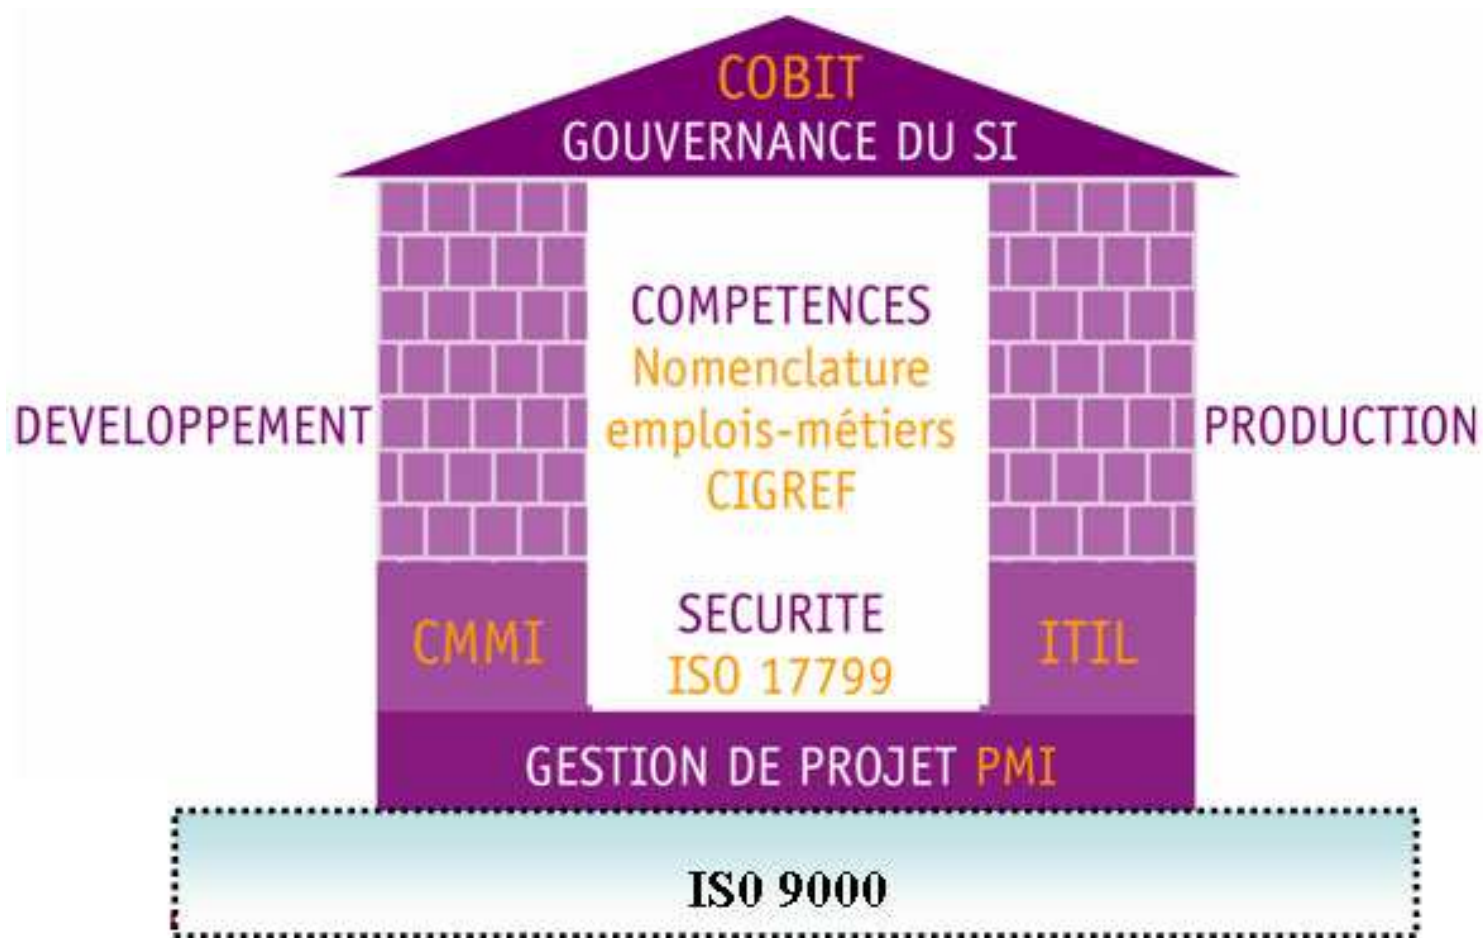 COBIT
GOUVERNANCE DU SI
COMPETENCES
Nomenclature
emplois-métiers
CIGREF
DEVELOPPEMENT
PRODUCTION
SÉCURITE
ISO 17799
CMMI
ITIL
GESTION DE PROJET PMI
IS0 9000